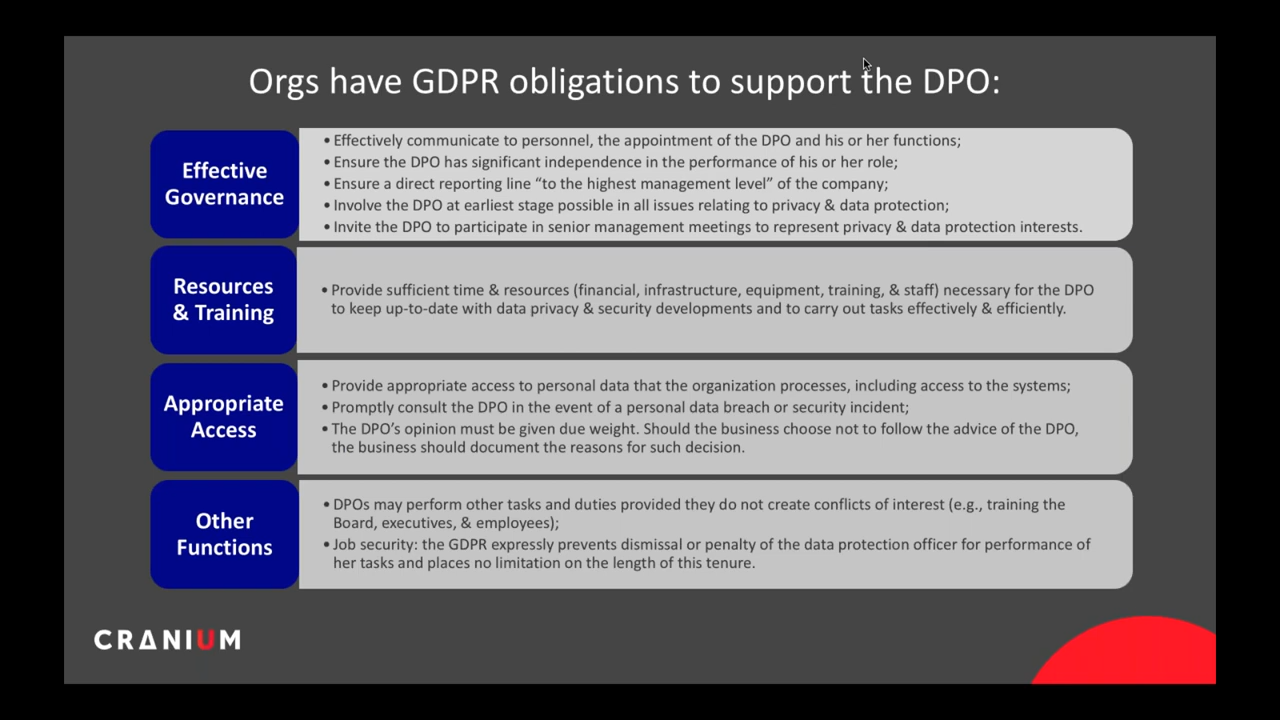 Orgs have GDPR obligations to support the DPO:
Effective
Governance
• Effectively communicate to personnel, the appointment of the DPO and his or her functions;
• Ensure the DPO has significant independence in the performance of his or her role;
• Ensure a direct reporting line “to the highest management level” of the company;
• Involve the DPO at earliest stage possible in all issues relating to privacy & data protection;
• Invite the DPO to participate in senior management meetings to represent privacy & data protection interests.
Resources
& Training
• Provide sufficient time & resources (financial, infrastructure, equipment, training, & staff) necessary for the DPO
to keep up-to-date with data privacy & security developments and to carry out tasks effectively & efficiently.
Appropriate
Access
• Provide appropriate access to personal data that the organization processes, including access to the systems;
• Promptly consult the DPO in the event of a personal data breach or security incident;
• The DPO’s opinion must be given due weight. Should the business choose not to follow the advice of the DPO,
the business should document the reasons for such decision.
Other
Functions
• DPOs may perform other tasks and duties provided they do not create conflicts of interest (e.g., training the
Board, executives, & employees);
• Job security: the GDPR expressly prevents dismissal or penalty of the data protection officer for performance of
her tasks and places no limitation on the length of this tenure.
CRANIUM